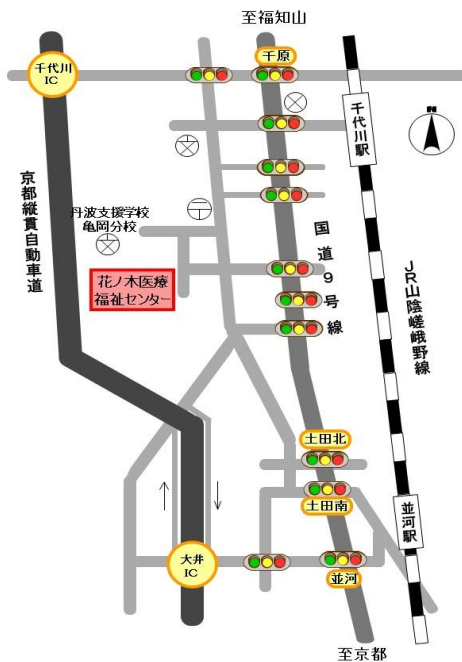 至福知山
千代川
IC
千原
千代川駅
N
京都縦貫自動車道
丹波支援学校
亀岡分校
花ノ木医療
福祉センター
国道9号線
JR山陰嵯峨野線
土田北
土田南
並河駅
大井
IC
並河
至京都